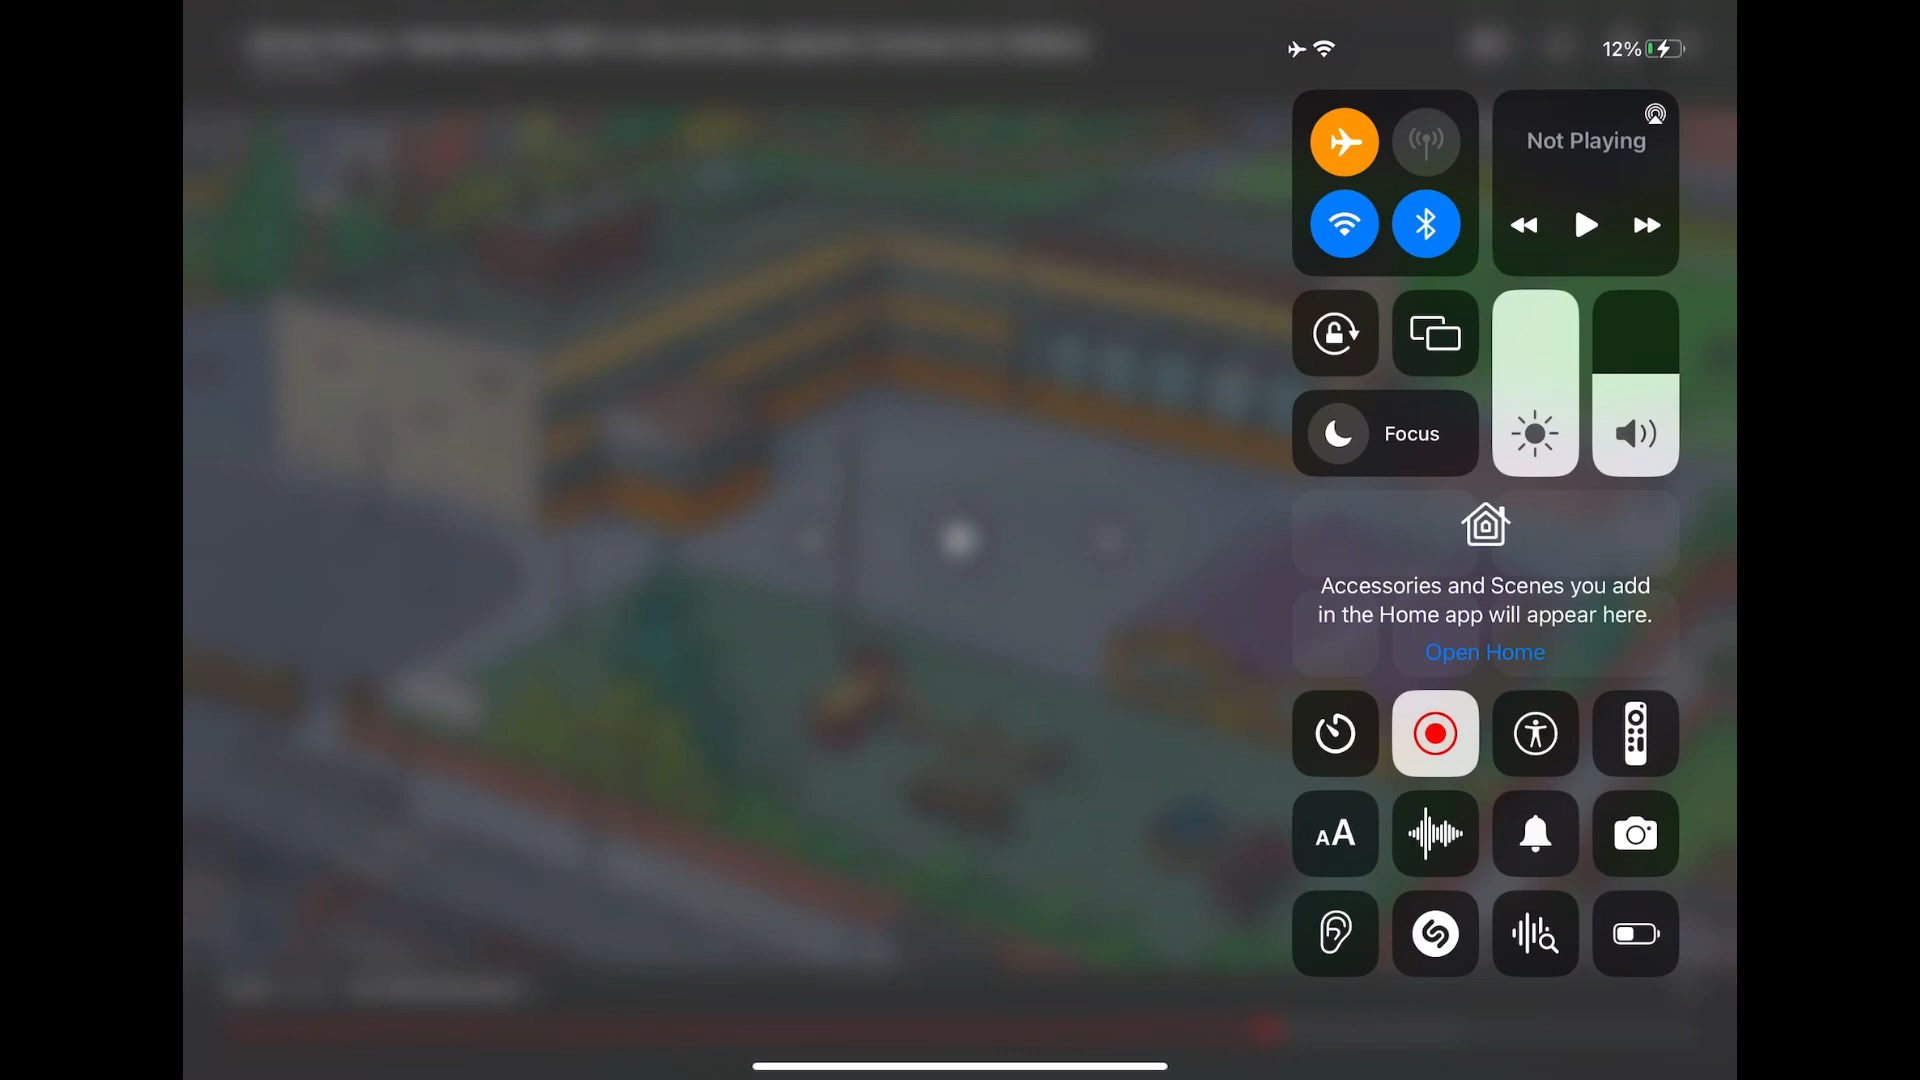 12%
Not Playing
Focus
Accessories and Scenes you add
in the Home app will appear here.
Open Home
AA